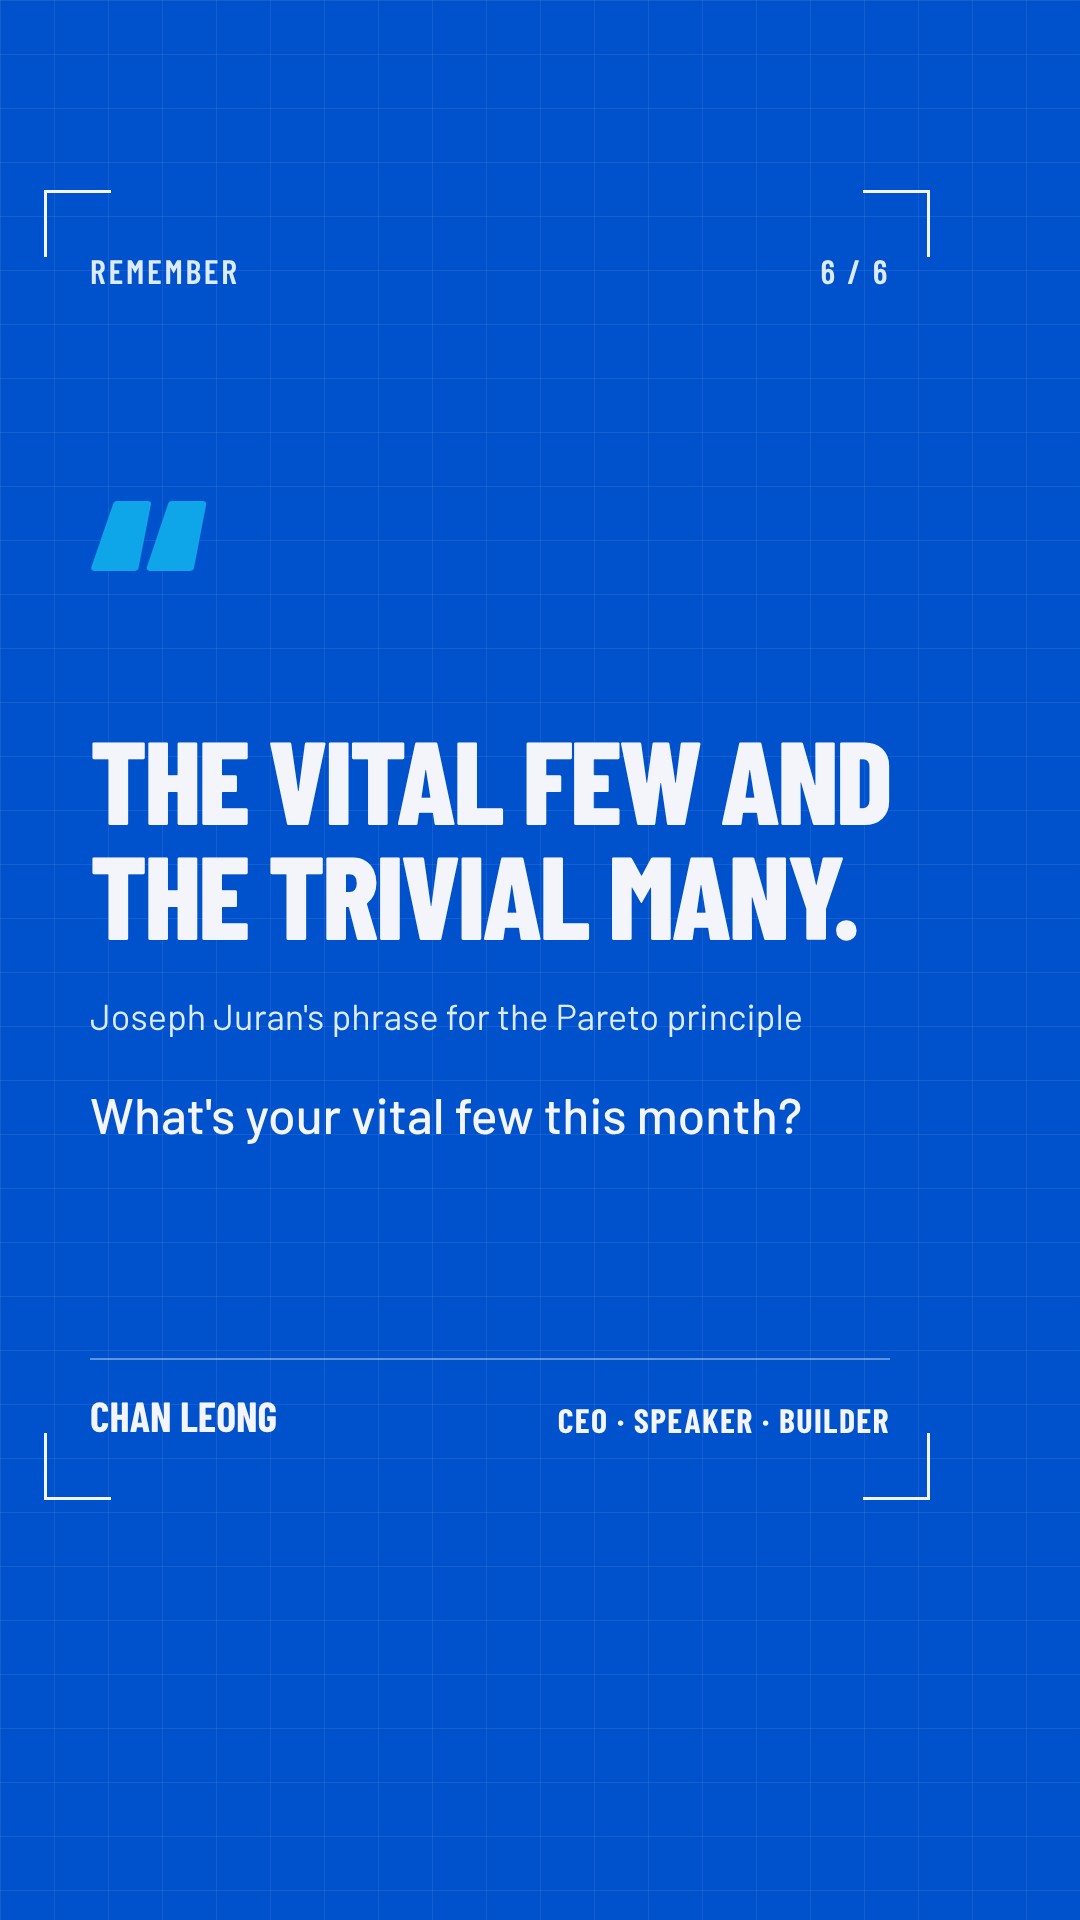 REMEMBER
6 / 6
THE VITAL FEW AND
THE TRIVIAL MANY.
Joseph Juran's phrase for the Pareto principle
What's your vital few this month?
CHAN LEONG
CEO · SPEAKER · BUILDER